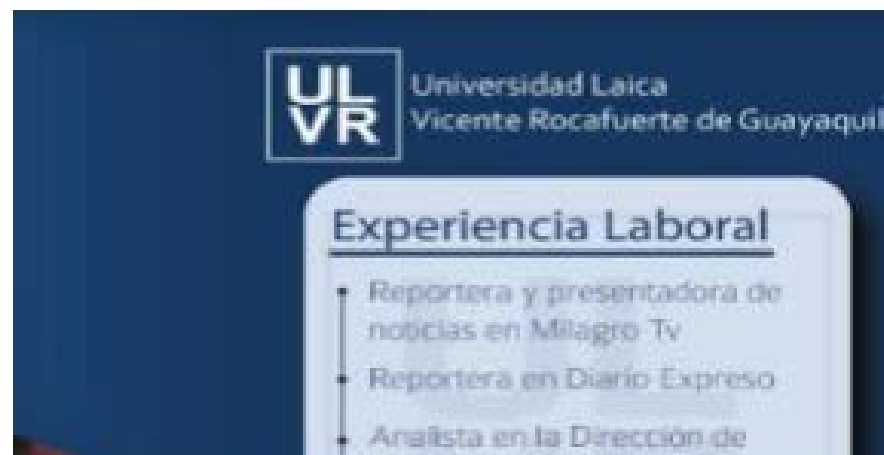 UL
VR
Universidad Laica
Vicente Rocafuerte de Guayaquil
Experiencia Laboral
• Reportera y presentadora de
noticias en Milagro Tv
• Reportera en Diario Expreso
• Analista en la Dirección de